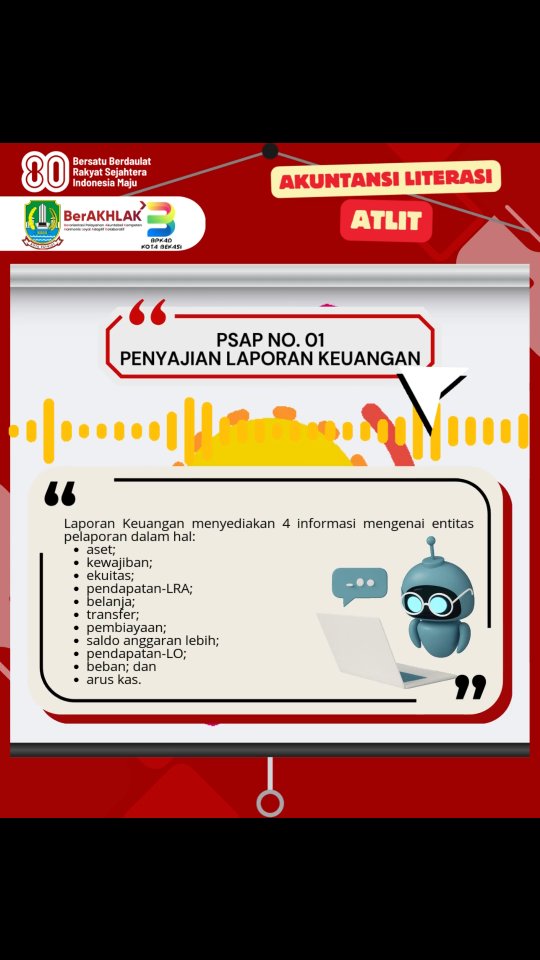 80 Bersatu Berdaulat
Rakyat Sejahtera
Indonesia Maju
AKUNTANSI LITERASI
ATLIT
BerAKHLAK
BPKAD
KOTA BEKASI
PSAP NO. 01
PENYAJIAN LAPORAN KEUANGAN
Laporan Keuangan menyediakan 4 informasi mengenai entitas
pelaporan dalam hal:
• aset;
• kewajiban;
• ekuitas;
• pendapatan-LRA;
• belanja;
• transfer;
• pembiayaan;
• saldo anggaran lebih;
• pendapatan-LO;
• beban; dan
• arus kas.